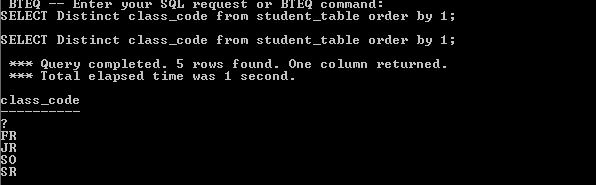 BTEQ -- Enter your SQL request or BTEQ command:
SELECT Distinct class_code from student_table order by 1;
SELECT Distinct class_code from student_table order by 1;
*** Query completed. 5 rows found. One column returned.
*** Total elapsed time was 1 second.
class_code
----------
?
FR
JR
SO
SR